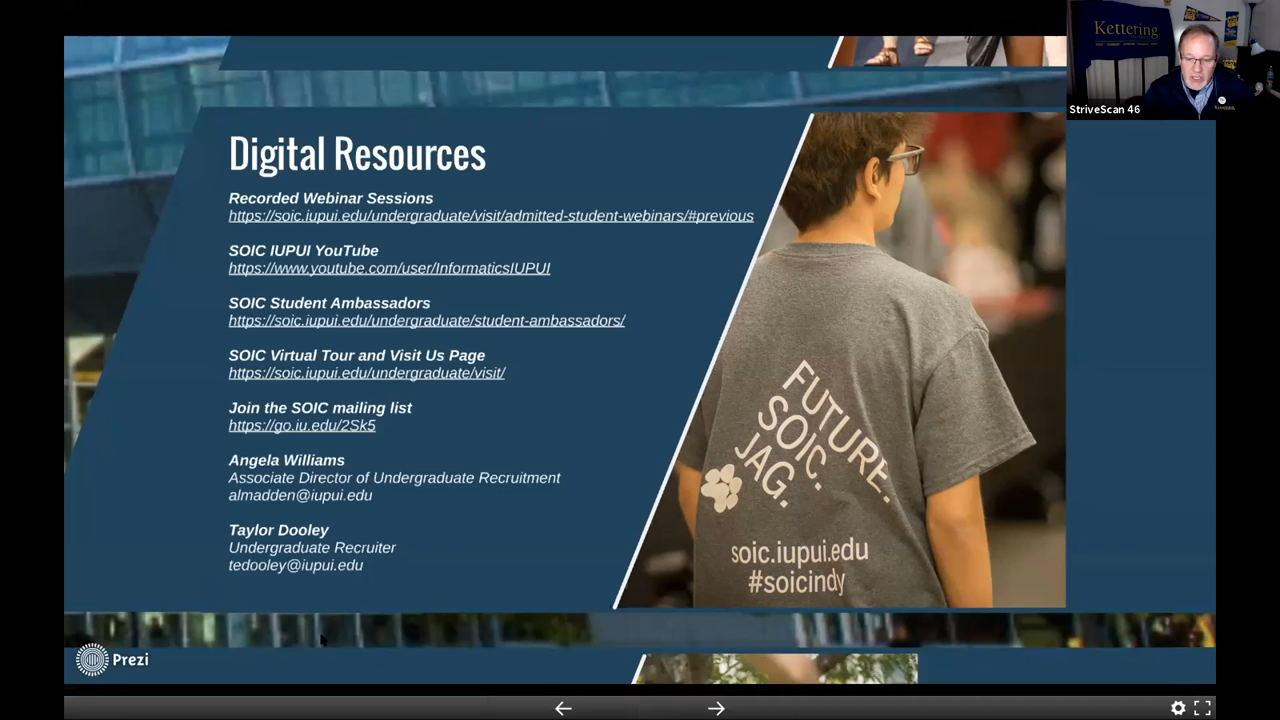 Kettering
StriveScan 46
Digital Resources
Recorded Webinar Sessions
https://soic.iupui.edu/undergraduate/visit/admitted-student-webinars/#previous
SOIC IUPUI YouTube
https://www.youtube.com/user/InformaticsIUPUI
SOIC Student Ambassadors
https://soic.iupui.edu/undergraduate/student-ambassadors/
SOIC Virtual Tour and Visit Us Page
https://soic.iupui.edu/undergraduate/visit/
Join the SOIC mailing list
https://go.iu.edu/2Sk5
Angela Williams
Associate Director of Undergraduate Recruitment
almadden@iupui.edu
Taylor Dooley
Undergraduate Recruiter
tedooley@iupui.edu
FUTURE.
SOIC.
JAG.
soic.iupui.edu
#soicindy
Prezi